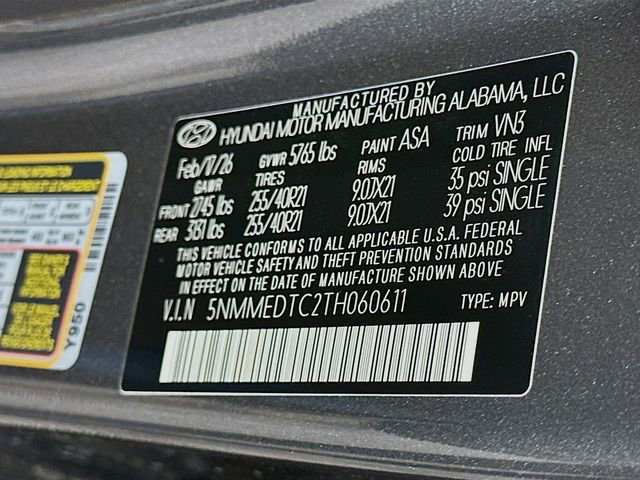 MANUFACTURED BY
HYUNDAI MOTOR MANUFACTURING ALABAMA, LLC
Feb/17/26 GVWR 5765 lbs PAINT ASA TRIM VN3
GAWR TIRES RIMS COLD TIRE INFL
FRONT 2745 lbs 255/40R21 9.0JX21 35 psi SINGLE
REAR 3151 lbs 255/40R21 9.0JX21 39 psi SINGLE
THIS VEHICLE CONFORMS TO ALL APPLICABLE U.S.A. FEDERAL
MOTOR VEHICLE SAFETY AND THEFT PREVENTION STANDARDS
IN EFFECT ON THE DATE OF MANUFACTURE SHOWN ABOVE
V.I.N 5NMMEDTC2TH060611 TYPE: MPV
Y950